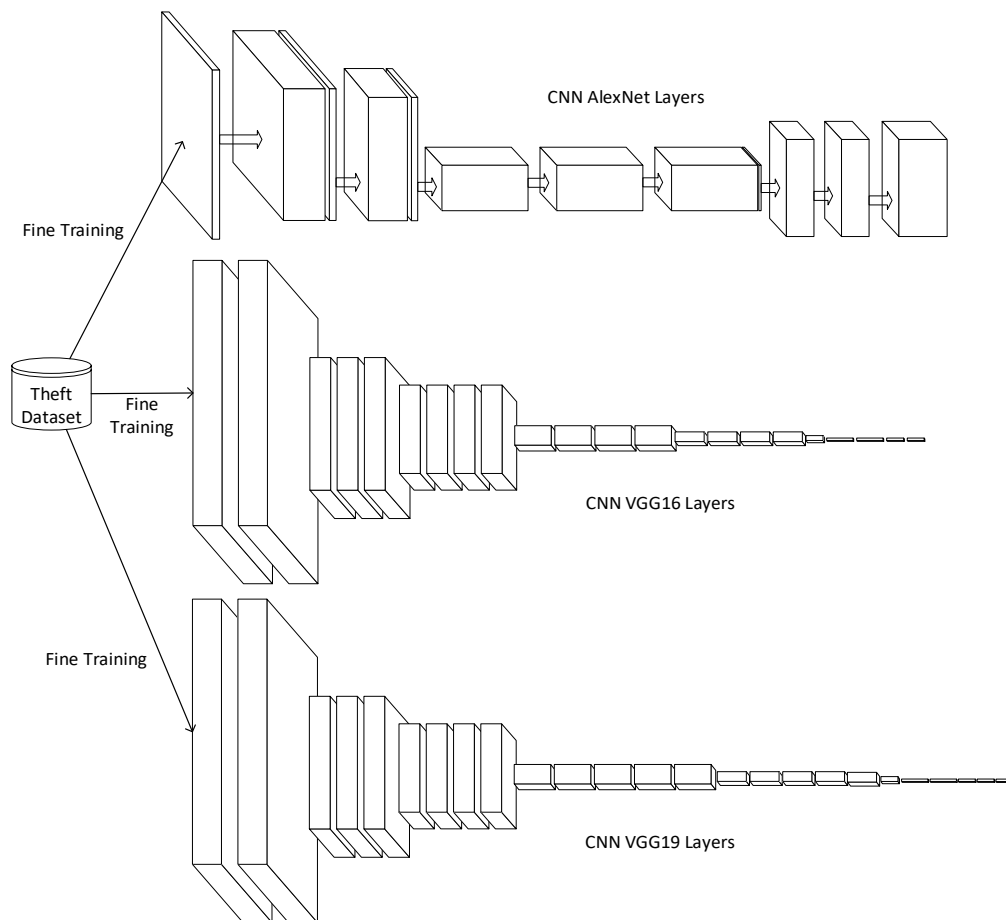 CNN AlexNet Layers
Fine Training
Theft
Dataset
Fine
Training
CNN VGG16 Layers
Fine Training
CNN VGG19 Layers